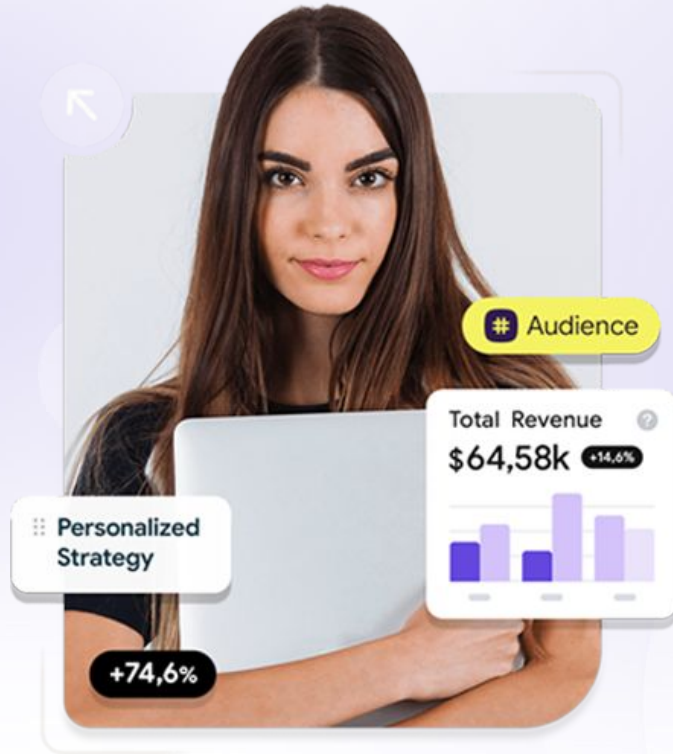 # Audience
Total Revenue ?
$64,58k +14,6%
Personalized
Strategy
+74,6%